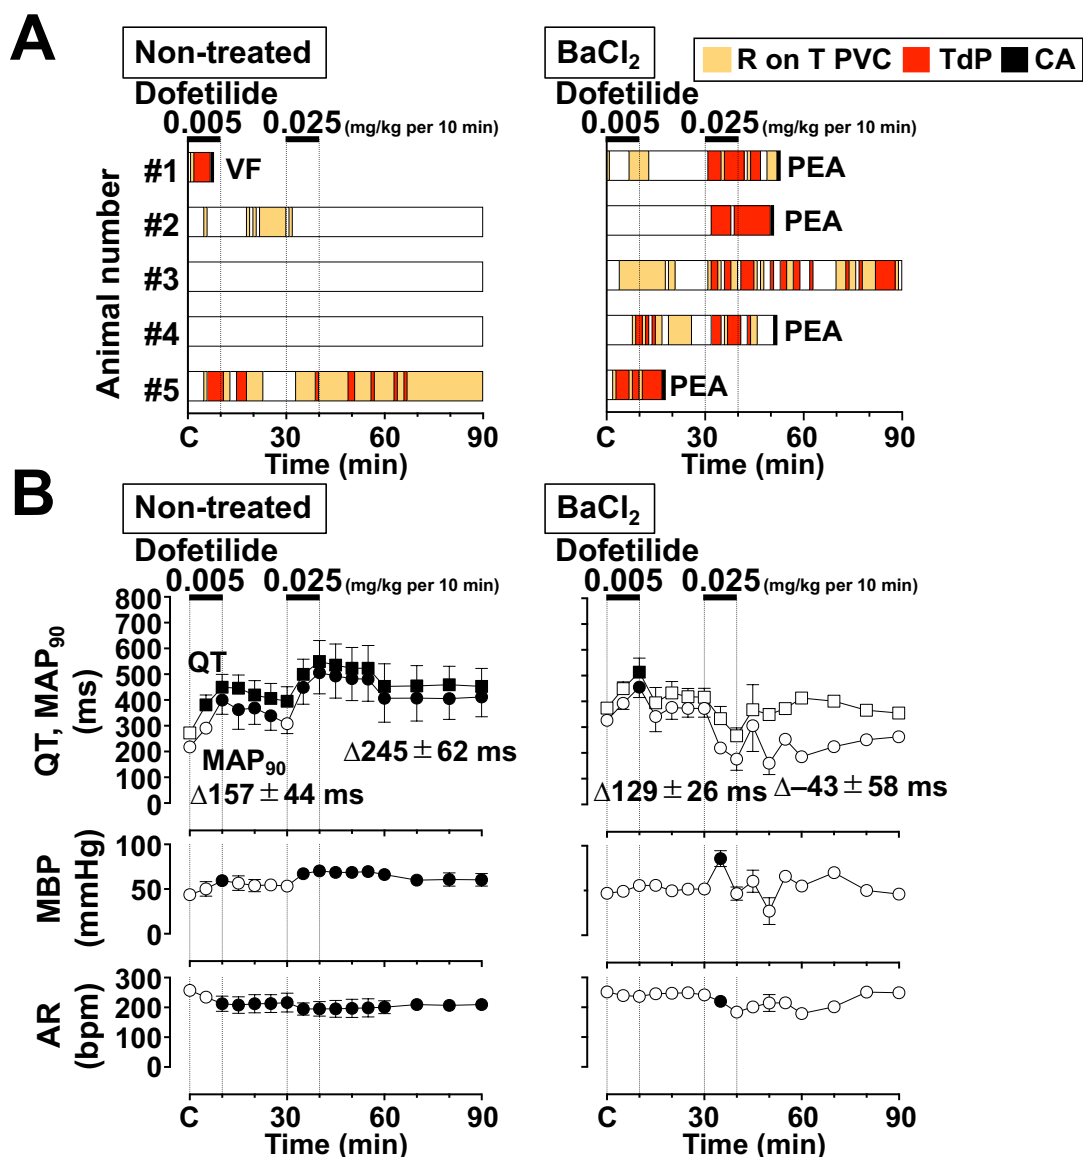 A
Non-treated
BaCl₂
R on T PVC TdP CA
Dofetilide
0.005 0.025 (mg/kg per 10 min)
Dofetilide
0.005 0.025 (mg/kg per 10 min)
Animal number
#1 VF
#2
#3
#4
#5
PEA
PEA
PEA
PEA
C 30 60 90
Time (min)
C 30 60 90
Time (min)
B
Non-treated
BaCl₂
Dofetilide
0.005 0.025 (mg/kg per 10 min)
Dofetilide
0.005 0.025 (mg/kg per 10 min)
QT, MAP₉₀
(ms)
800
700
600
500
400
300
200
100
0
QT
MAP₉₀
Δ157±44 ms
Δ245±62 ms
Δ129±26 ms
Δ–43±58 ms
MBP
(mmHg)
100
50
0
AR
(bpm)
300
200
100
0
C 30 60 90
Time (min)
C 30 60 90
Time (min)